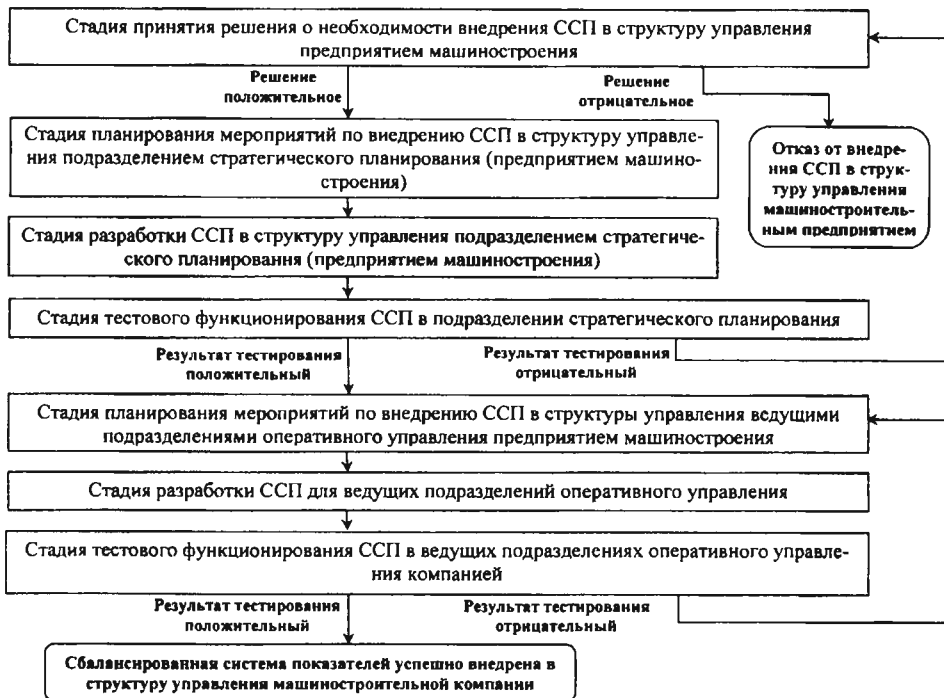 Стадия принятия решения о необходимости внедрения ССП в структуру управления
предприятием машиностроения
Решение
положительное
Решение
отрицательное
Стадия планирования мероприятий по внедрению ССП в структуру управле-
ния подразделением стратегического планирования (предприятием машино-
строения)
Отказ от внедре-
ния ССП в струк-
туру управления
машиностроитель-
ным предприятием
Стадия разработки ССП в структуру управления подразделением стратегиче-
ского планирования (предприятием машиностроения)
Стадия тестового функционирования ССП в подразделении стратегического планирования
Результат тестирования
положительный
Результат тестирования
отрицательный
Стадия планирования мероприятий по внедрению ССП в структуры управления ведущими
подразделениями оперативного управления предприятием машиностроения
Стадия разработки ССП для ведущих подразделений оперативного управления
Стадия тестового функционирования ССП в ведущих подразделениях оперативного управле-
ния компанией
Результат тестирования
положительный
Результат тестирования
отрицательный
Сбалансированная система показателей успешно внедрена в
структуру управления машиностроительной компании